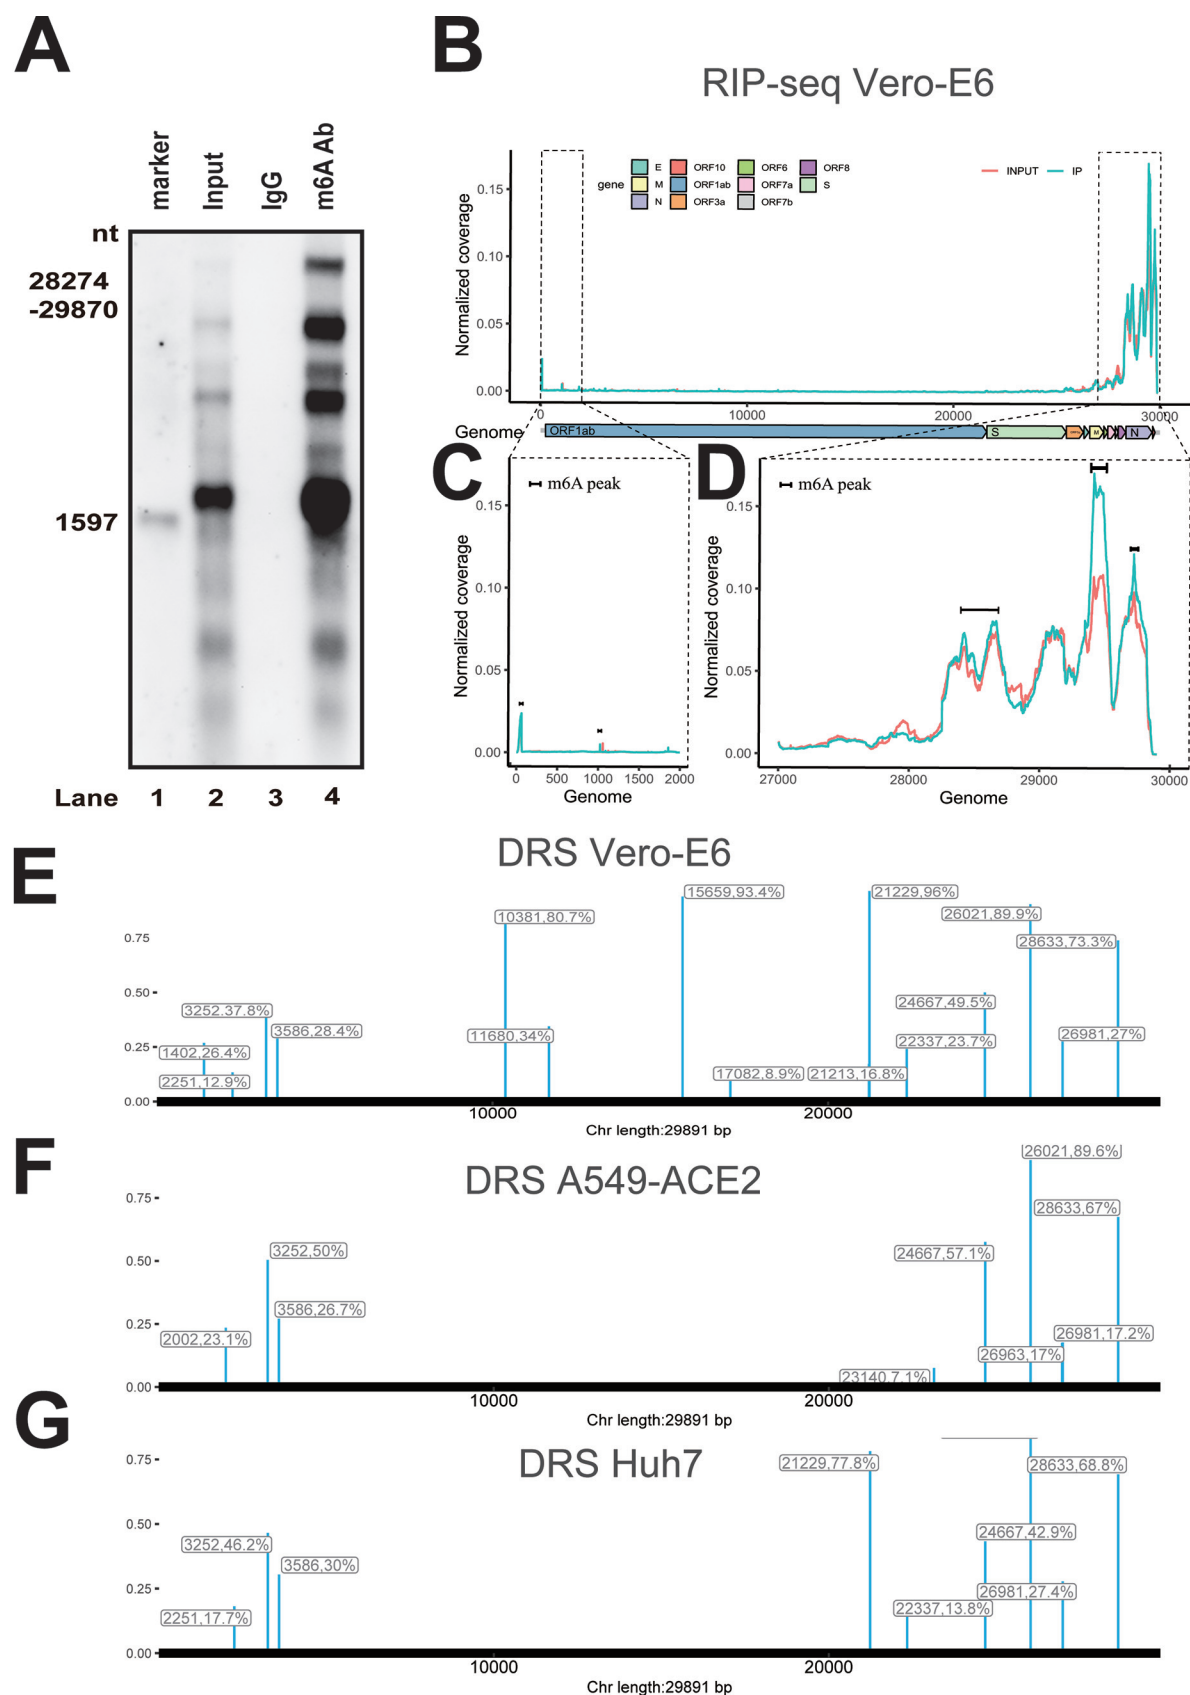 A
marker
Input
IgG
m6A Ab
nt
28274
-29870
1597
Lane 1 2 3 4
B
RIP-seq Vero-E6
gene
E ORF10 ORF6 ORF8
M ORF1ab ORF7a S
N ORF3a ORF7b
INPUT IP
Normalized coverage
0.15
0.10
0.05
0.00
0 10000 20000 30000
Genome
ORF1ab
S
M
N
C
m6A peak
Normalized coverage
0.15
0.10
0.05
0.00
0 500 1000 1500 2000
Genome
D
m6A peak
Normalized coverage
0.15
0.10
0.05
0.00
27000 28000 29000 30000
Genome
E
DRS Vero-E6
15659,93.4%
21229,96%
10381,80.7%
26021,89.9%
0.75
28633,73.3%
0.50
24667,49.5%
3252,37.8%
3586,28.4%
11680,34%
26981,27%
0.25
22337,23.7%
1402,26.4%
17082,8.9%
21213,16.8%
2251,12.9%
0.00
10000 20000
Chr length:29891 bp
F
DRS A549-ACE2
26021,89.6%
0.75
28633,67%
3252,50%
24667,57.1%
0.50
3586,26.7%
0.25
2002,23.1%
26981,17.2%
26963,17%
23140,7.1%
0.00
10000 20000
Chr length:29891 bp
G
DRS Huh7
0.75
21229,77.8%
28633,68.8%
0.50
24667,42.9%
3252,46.2%
3586,30%
0.25
26981,27.4%
22337,13.8%
2251,17.7%
0.00
10000 20000
Chr length:29891 bp